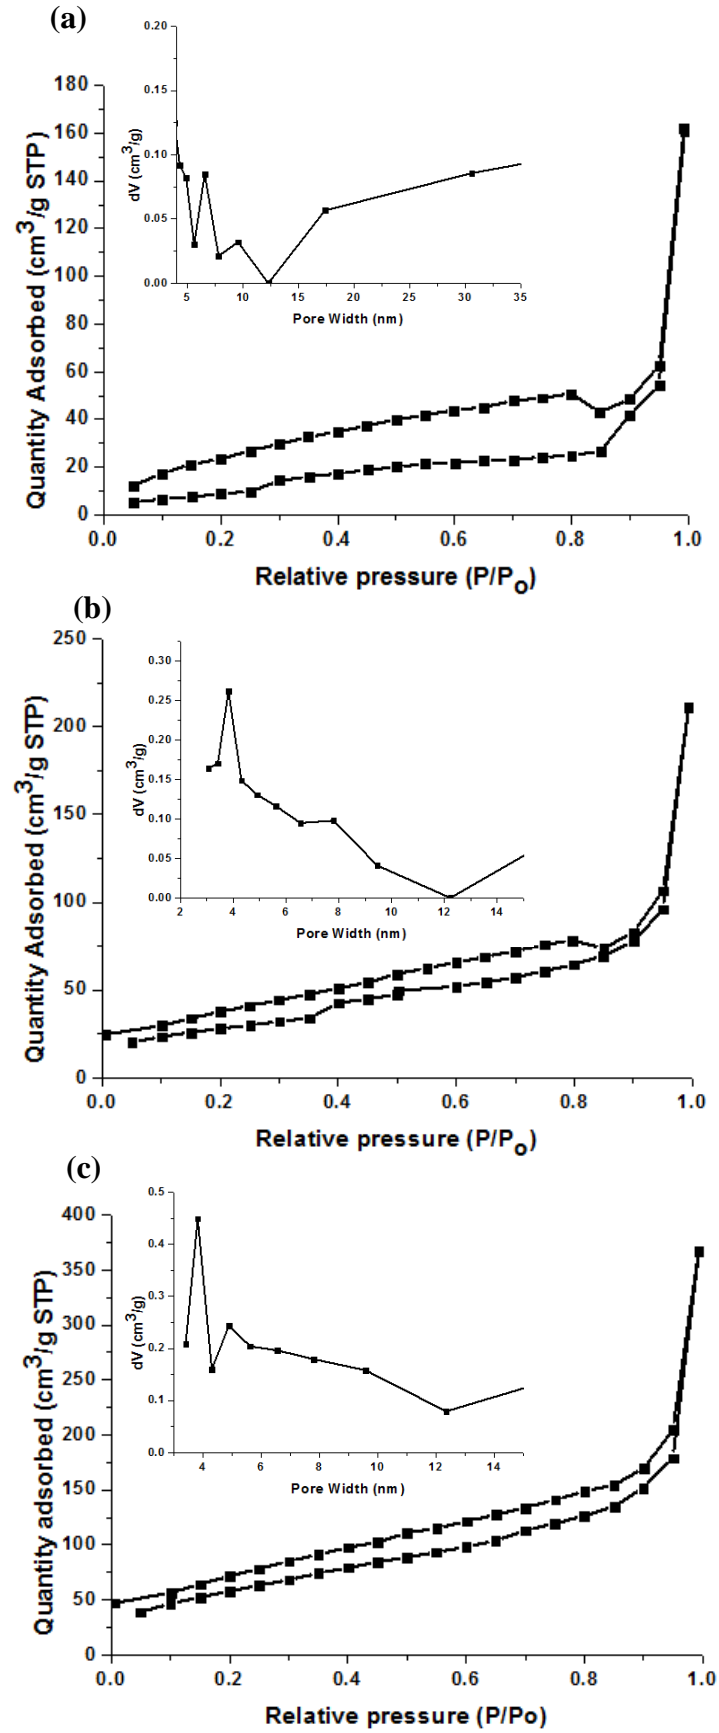 (a)
0.20
0.15
0.10
0.05
0.00
dV (cm³/g)
5 10 15 20 25 30 35
Pore Width (nm)
180
160
140
120
100
80
60
40
20
0
Quantity Adsorbed (cm³/g STP)
0.0 0.2 0.4 0.6 0.8 1.0
Relative pressure (P/Po)
(b)
0.30
0.25
0.20
0.15
0.10
0.05
0.00
dV (cm³/g)
2 4 6 8 10 12 14
Pore Width (nm)
250
200
150
100
50
0
Quantity Adsorbed (cm³/g STP)
0.0 0.2 0.4 0.6 0.8 1.0
Relative pressure (P/Po)
(c)
0.5
0.4
0.3
0.2
0.1
0.0
dV (cm³/g)
4 6 8 10 12 14
Pore Width (nm)
400
350
300
250
200
150
100
50
0
Quantity adsorbed (cm³/g STP)
0.0 0.2 0.4 0.6 0.8 1.0
Relative pressure (P/Po)